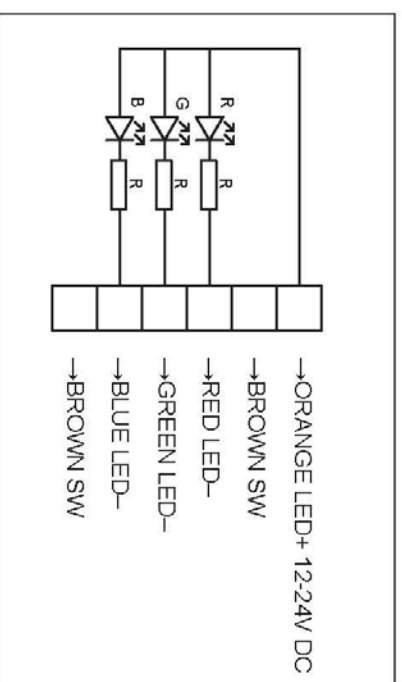 R
R
G
R
B
R
→ORANGE LED+ 12-24V DC
→BROWN SW
→RED LED–
→GREEN LED–
→BLUE LED–
→BROWN SW